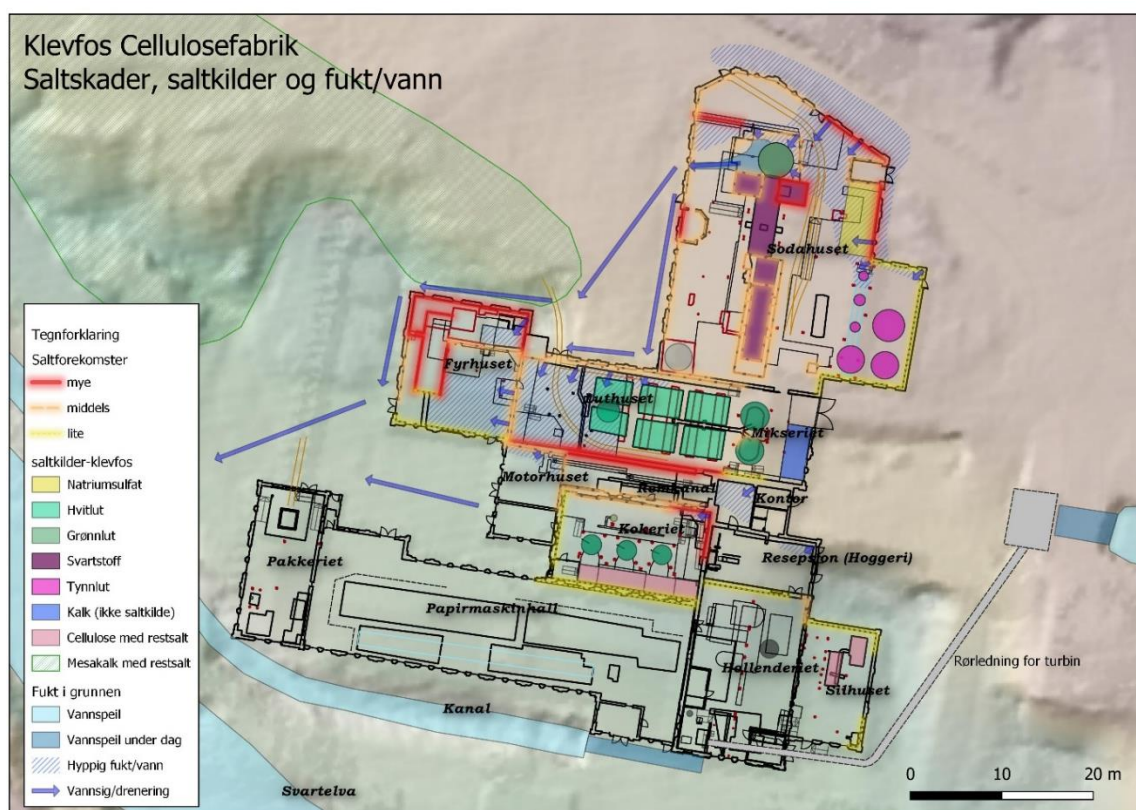 Klevfos Cellulosefabrik
Saltskader, saltkilder og fukt/vann
Sodahuset
Fyrhuset
Luthuset
Mikseriet
Motorhuset
Kontor
Kokeriet
Resepsjon (Hoggeri)
Pakkeriet
Papirmaskinhall
Hollenderiet
Silhuset
Rørledning for turbin
Kanal
Svartelva
Tegnforklaring
Saltforekomster
mye
middels
lite
saltkilder-klevfos
Natriumsulfat
Hvitlut
Grønnlut
Svartstoff
Tynnlut
Kalk (ikke saltkilde)
Cellulose med restsalt
Mesakalk med restsalt
Fukt i grunnen
Vannspeil
Vannspeil under dag
Hyppig fukt/vann
Vannsig/drenering
0 10 20 m